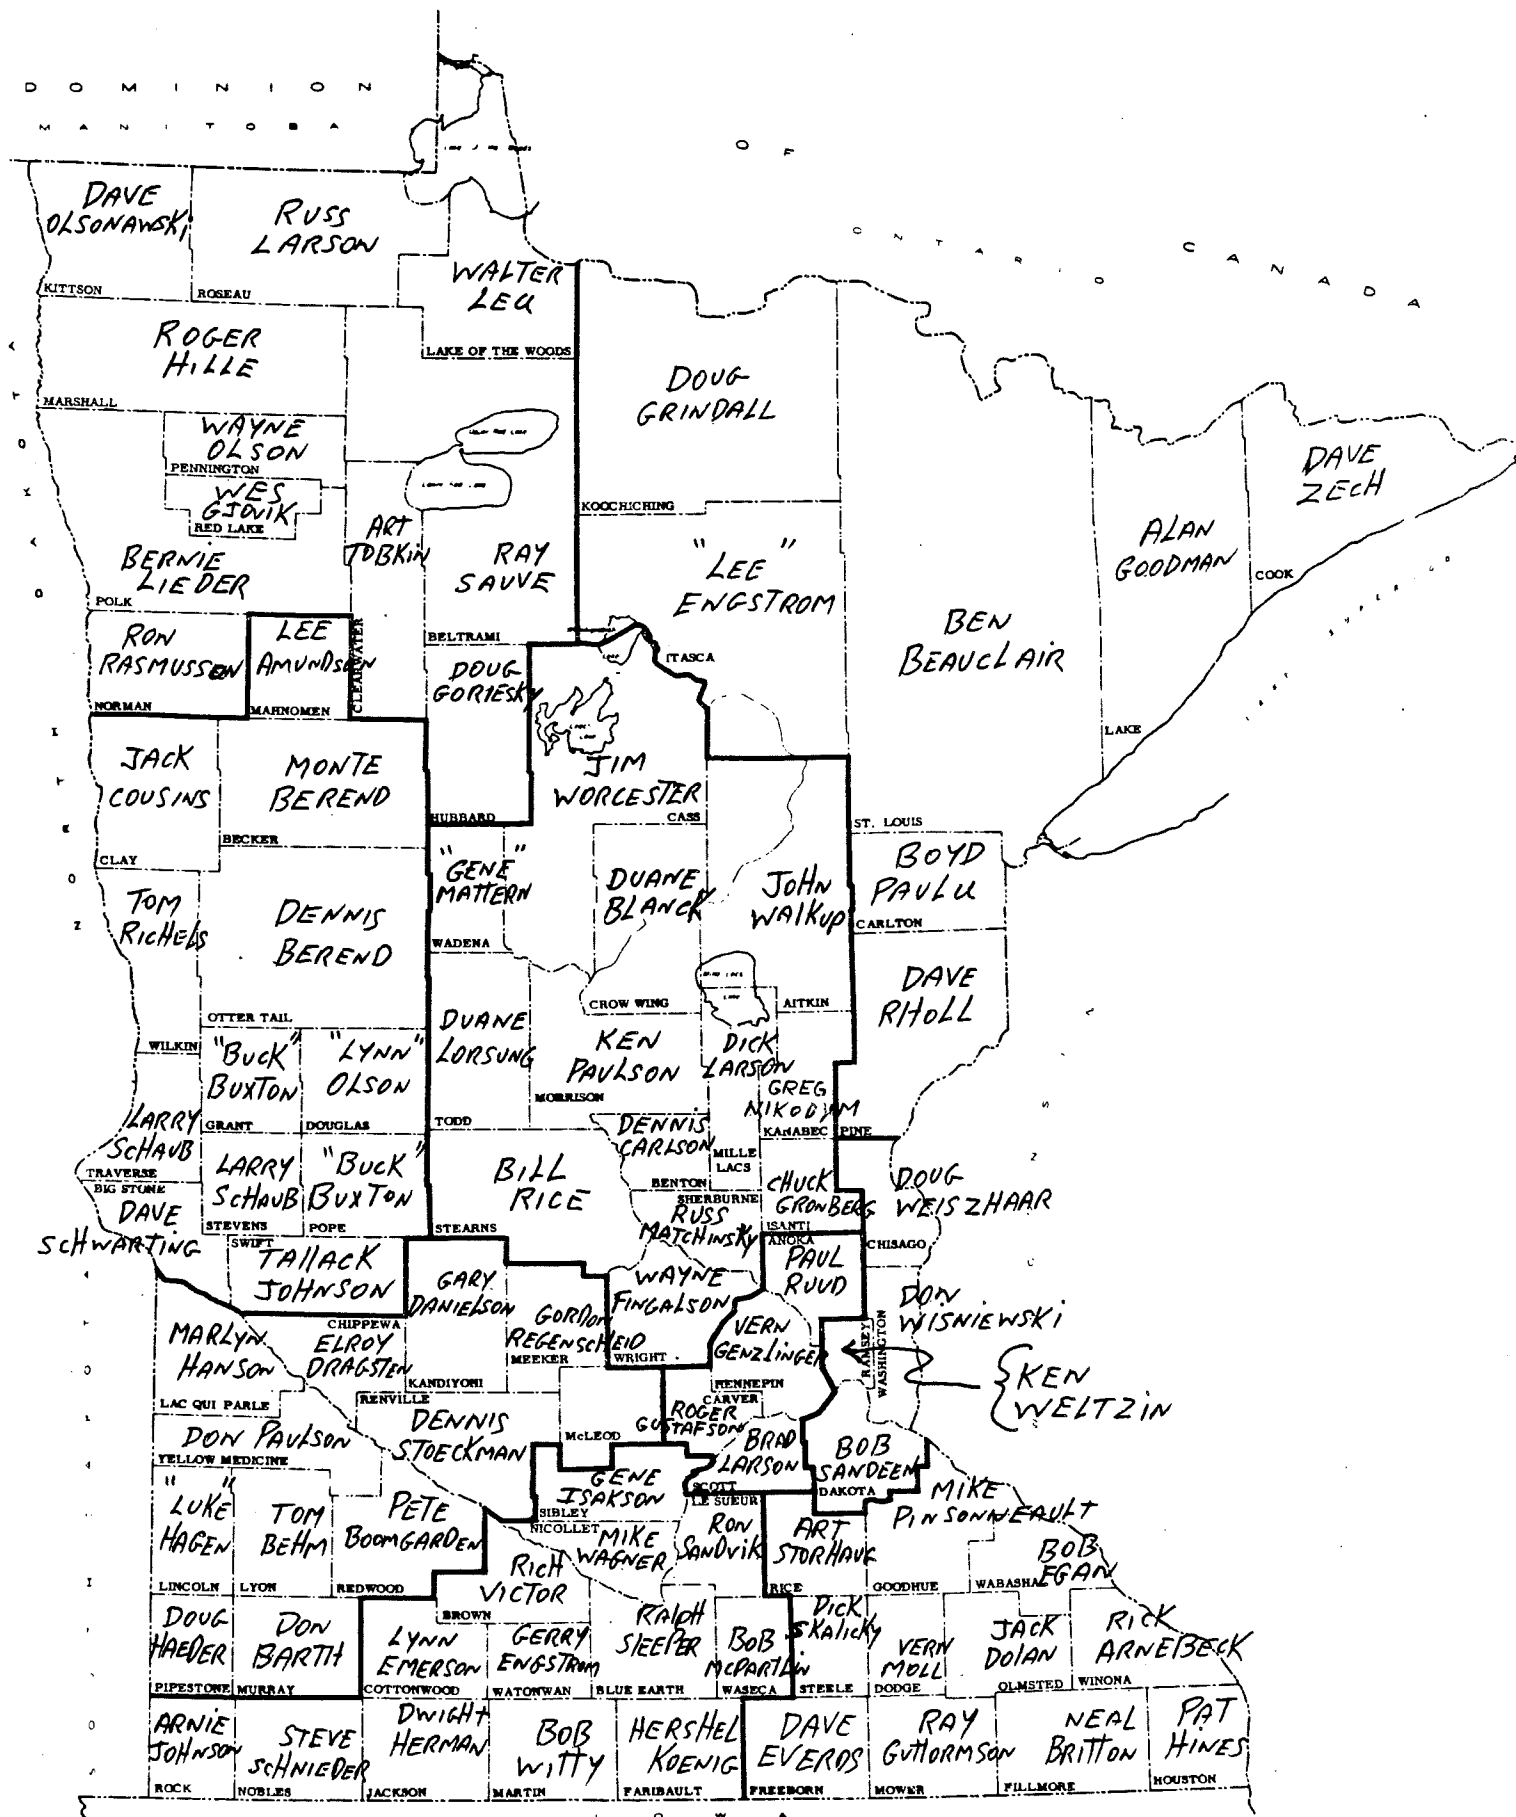 DOMINION
MANITOBA
OF
ONTARIO CANADA
DAVE
OLSONAWSKI
KITTSON
RUSS
LARSON
ROSEAU
WALTER
LEU
LAKE OF THE WOODS
ROGER
HILLE
MARSHALL
WAYNE
OLSON
PENNINGTON
WES
GJOVIK
RED LAKE
BERNIE
LIEDER
POLK
ART
TOBKIN
CLEARWATER
RAY
SAUVE
BELTRAMI
DOUG
GRINDALL
KOOCHICHING
"LEE"
ENGSTROM
ITASCA
BEN
BEAUCLAIR
ST. LOUIS
ALAN
GOODMAN
LAKE
DAVE
ZECH
COOK
RON
RASMUSSEN
NORMAN
LEE
AMUNDSON
MAHNOMEN
DOUG
GORIESKY
HUBBARD
JACK
COUSINS
CLAY
MONTE
BEREND
BECKER
JIM
WORCESTER
CASS
"GENE"
MATTERN
WADENA
DUANE
BLANCK
CROW WING
JOHN
WALKUP
AITKIN
BOYD
PAULU
CARLTON
DAVE
RHOLL
PINE
TOM
RICHELS
WILKIN
DENNIS
BEREND
OTTER TAIL
"BUCK"
BUXTON
GRANT
"LYNN"
OLSON
DOUGLAS
DUANE
LORSUNG
TODD
KEN
PAULSON
MORRISON
DICK
LARSON
MILLE
LACS
GREG
NIKODYM
KANABEC
LARRY
SCHAUB
TRAVERSE
LARRY
SCHAUB
STEVENS
"BUCK"
BUXTON
POPE
BIG STONE
DAVE
SCHWARTING
SWIFT
TALLACK
JOHNSON
BILL
RICE
STEARNS
DENNIS
CARLSON
BENTON
SHERBURNE
RUSS
MATCHINSKY
CHUCK
GRONBERG
ISANTI
DOUG
WEISZHAAR
CHISAGO
ANOKA
PAUL
RUUD
GARY
DANIELSON
KANDIYOHI
GORDON
REGENSCHEID
MEEKER
WAYNE
FINGALSON
WRIGHT
VERN
GENZLINGER
HENNEPIN
DON
WISNIEWSKI
RAMSEY
WASHINGTON
KEN
WELTZIN
MARLYN
HANSON
LAC QUI PARLE
CHIPPEWA
ELROY
DRAGSTEN
RENVILLE
DENNIS
STOECKMAN
McLEOD
CARVER
ROGER
GUSTAFSON
BRAD
LARSON
SCOTT
BOB
SANDEEN
DAKOTA
DON PAULSON
YELLOW MEDICINE
"LUKE"
HAGEN
LINCOLN
TOM
BEHM
LYON
PETE
BOOMGARDEN
REDWOOD
GENE
ISAKSON
SIBLEY
NICOLLET
MIKE
WAGNER
LE SUEUR
RON
SANDVIK
ART
STORHAUG
RICE
MIKE
PINSONNEAULT
GOODHUE
BOB
EGAN
WABASHA
RICH
VICTOR
BROWN
DOUG
HAEDER
PIPESTONE
DON
BARTH
MURRAY
LYNN
EMERSON
COTTONWOOD
GERRY
ENGSTROM
WATONWAN
RALPH
SLEEPER
BLUE EARTH
BOB
McPARTLIN
WASECA
DICK
SKALICKY
STEELE
VERN
MOLL
DODGE
JACK
DOLAN
OLMSTED
RICK
ARNEBECK
WINONA
ARNIE
JOHNSON
ROCK
STEVE
SCHNIEDER
NOBLES
DWIGHT
HERMAN
JACKSON
BOB
WITTY
MARTIN
HERSHEL
KOENIG
FARIBAULT
DAVE
EVERDS
FREEBORN
RAY
GUTTORMSON
MOWER
NEAL
BRITTON
FILLMORE
PAT
HINES
HOUSTON